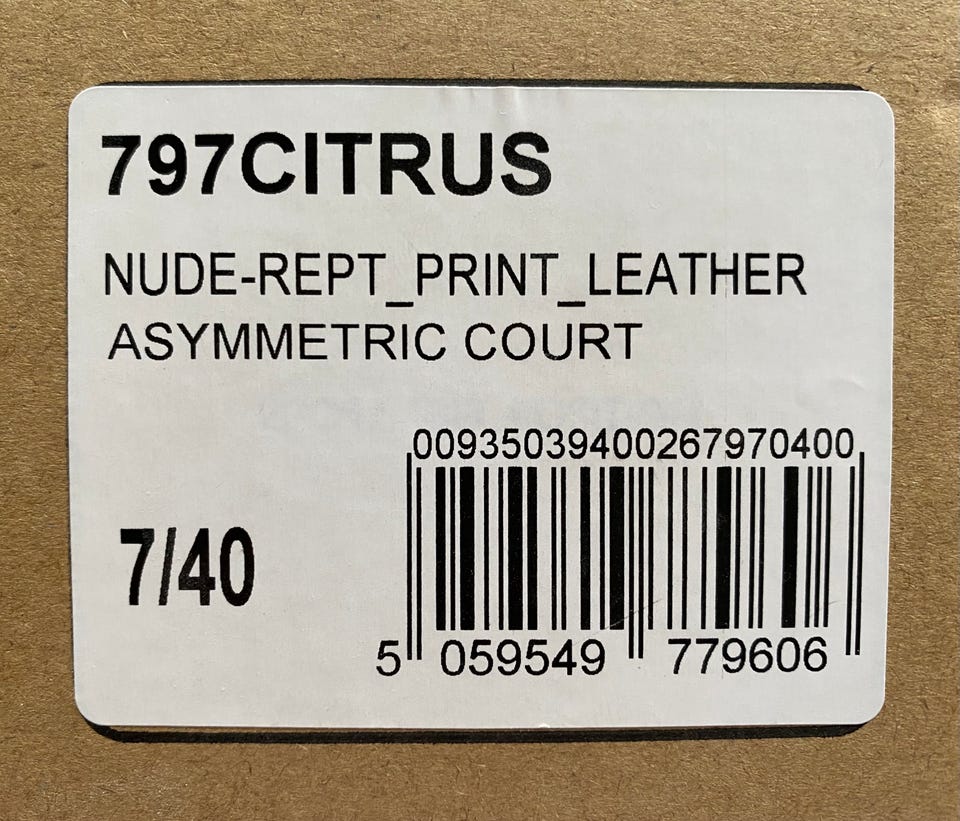 797CITRUS
NUDE-REPT_PRINT_LEATHER
ASYMMETRIC COURT
00935039400267970400
7/40
5 059549 779606